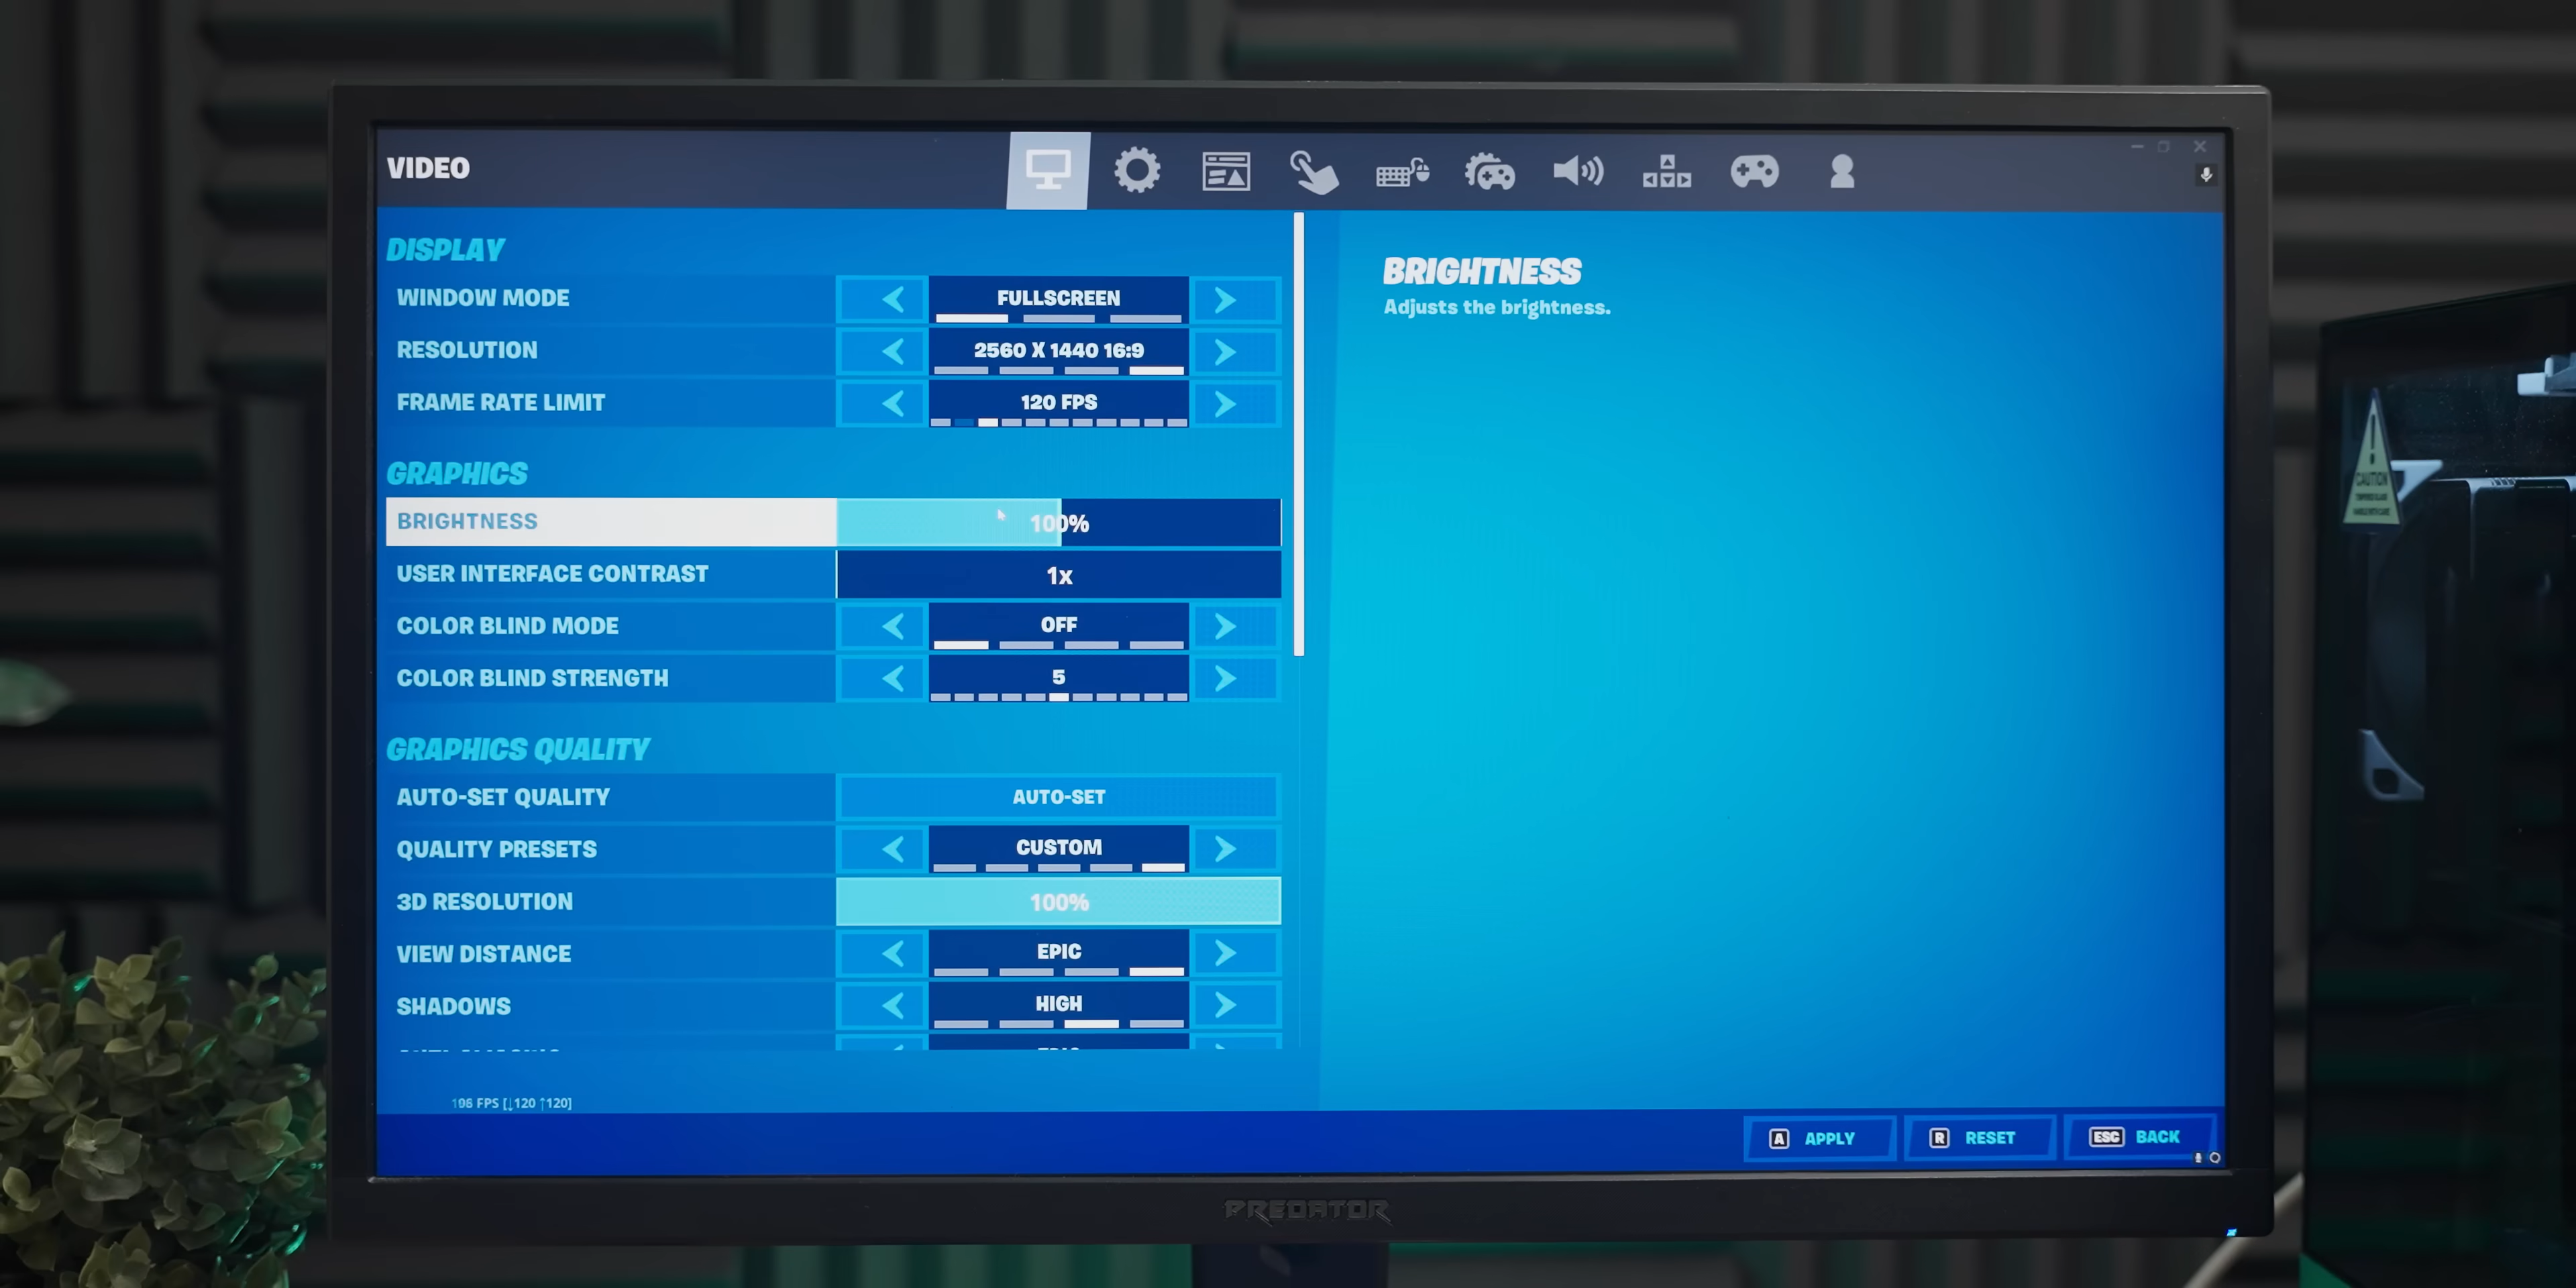 VIDEO
DISPLAY
WINDOW MODE FULLSCREEN
RESOLUTION 2560 X 1440 16:9
FRAME RATE LIMIT 120 FPS
GRAPHICS
BRIGHTNESS 100%
USER INTERFACE CONTRAST 1x
COLOR BLIND MODE OFF
COLOR BLIND STRENGTH 5
GRAPHICS QUALITY
AUTO-SET QUALITY AUTO-SET
QUALITY PRESETS CUSTOM
3D RESOLUTION 100%
VIEW DISTANCE EPIC
SHADOWS HIGH
BRIGHTNESS
Adjusts the brightness.
FPS [↓120 ↑120]
A APPLY R RESET ESC BACK
PREDATOR
CAUTION